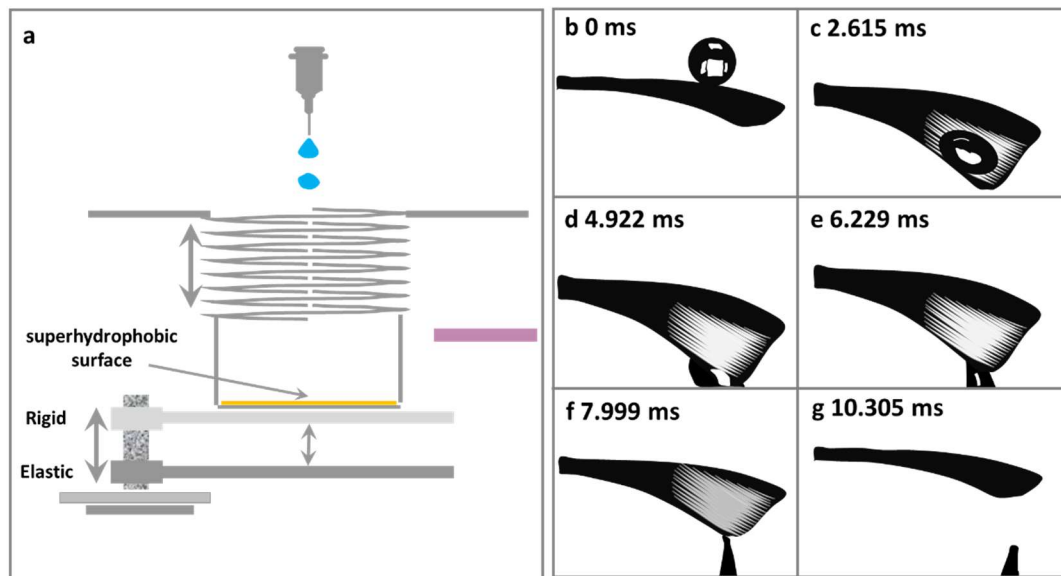 a
superhydrophobic
surface
Rigid
Elastic
b 0 ms
c 2.615 ms
d 4.922 ms
e 6.229 ms
f 7.999 ms
g 10.305 ms